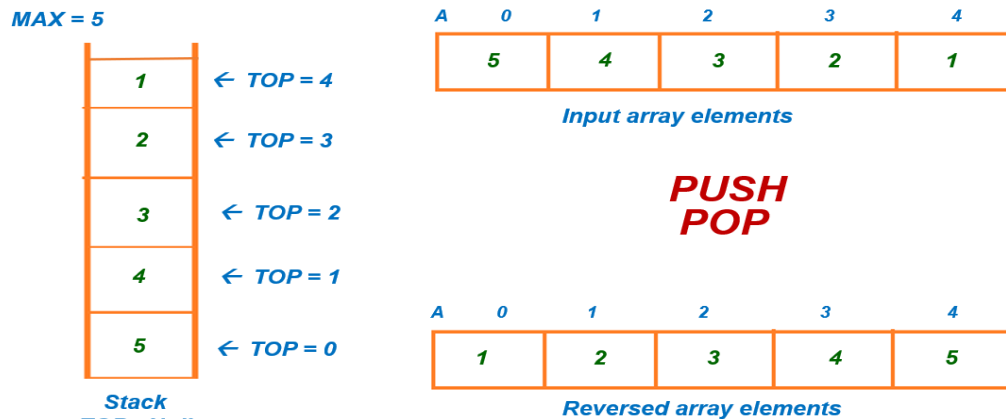 MAX = 5
1 ← TOP = 4
2 ← TOP = 3
3 ← TOP = 2
4 ← TOP = 1
5 ← TOP = 0
Stack
A 0 1 2 3 4
5 4 3 2 1
Input array elements
PUSH
POP
A 0 1 2 3 4
1 2 3 4 5
Reversed array elements